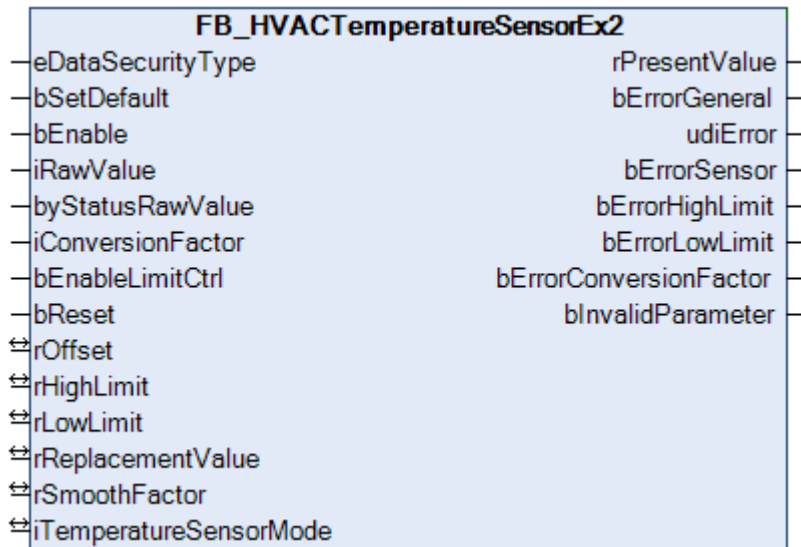 FB_HVACTemperatureSensorEx2
eDataSecurityType rPresentValue
bSetDefault bErrorGeneral
bEnable udiError
iRawValue bErrorSensor
byStatusRawValue bErrorHighLimit
iConversionFactor bErrorLowLimit
bEnableLimitCtrl bErrorConversionFactor
bReset bInvalidParameter
rOffset
rHighLimit
rLowLimit
rReplacementValue
rSmoothFactor
iTemperatureSensorMode